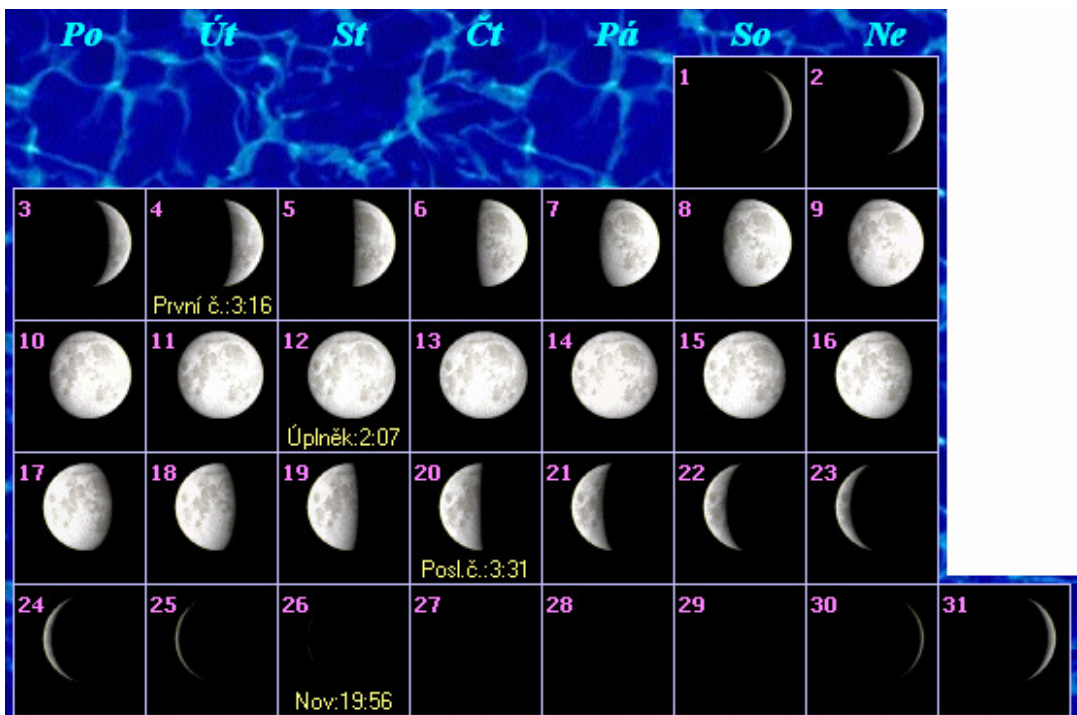 Po Út St Čt Pá So Ne
1 2
3 4 5 6 7 8 9
První č.:3:16
10 11 12 13 14 15 16
Úplněk:2:07
17 18 19 20 21 22 23
Posl.č.:3:31
24 25 26 27 28 29 30 31
Nov:19:56